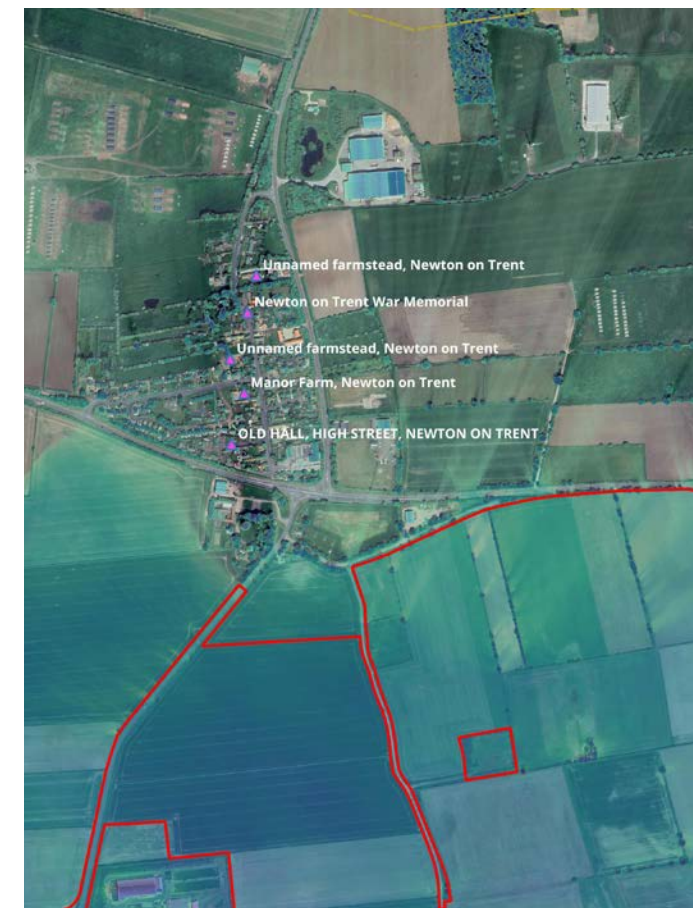 Unnamed farmstead, Newton on Trent
Newton on Trent War Memorial
Unnamed farmstead, Newton on Trent
Manor Farm, Newton on Trent
OLD HALL, HIGH STREET, NEWTON ON TRENT